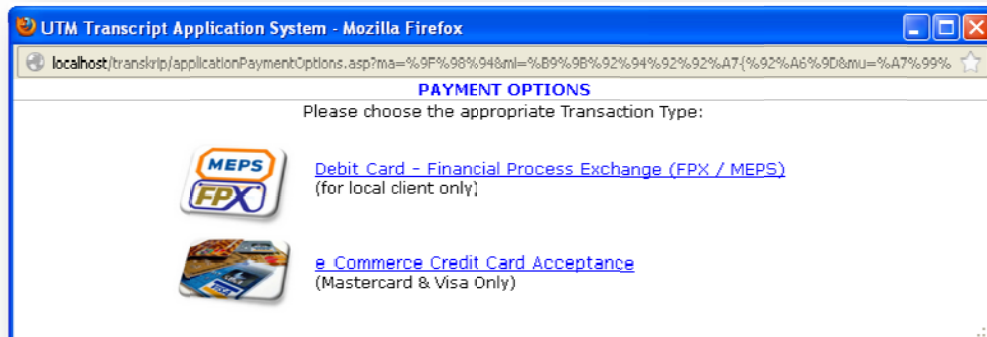 UTM Transcript Application System - Mozilla Firefox
localhost/transkrip/applicationPaymentOptions.asp?ma=%9F%98%94&ml=%B9%9B%92%94%92%92%A7{%92%A6%9D&mu=%A7%99%
PAYMENT OPTIONS
Please choose the appropriate Transaction Type:
MEPS
FPX
Debit Card - Financial Process Exchange (FPX / MEPS)
(for local client only)
VISA
e Commerce Credit Card Acceptance
(Mastercard & Visa Only)